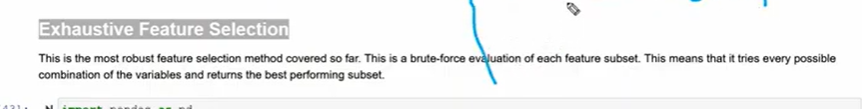 Exhaustive Feature Selection
This is the most robust feature selection method covered so far. This is a brute-force evaluation of each feature subset. This means that it tries every possible
combination of the variables and returns the best performing subset.